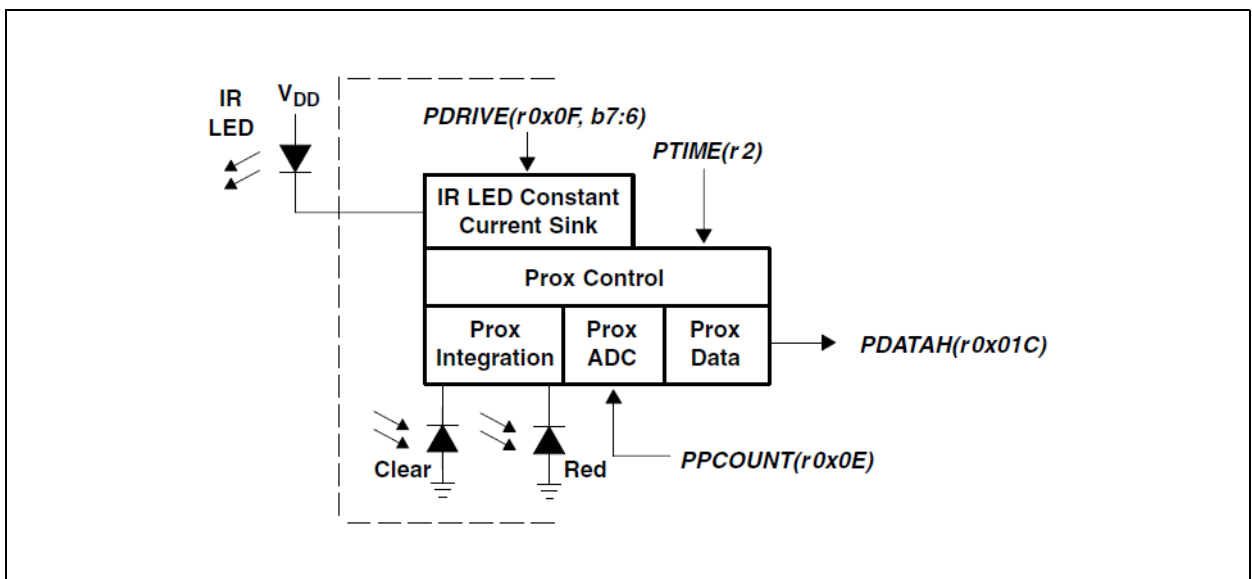 IR
LED
VDD
PDRIVE(r0x0F, b7:6)
PTIME(r2)
IR LED Constant
Current Sink
Prox Control
Prox
Integration
Prox
ADC
Prox
Data
PDATAH(r0x01C)
Clear
Red
PPCOUNT(r0x0E)